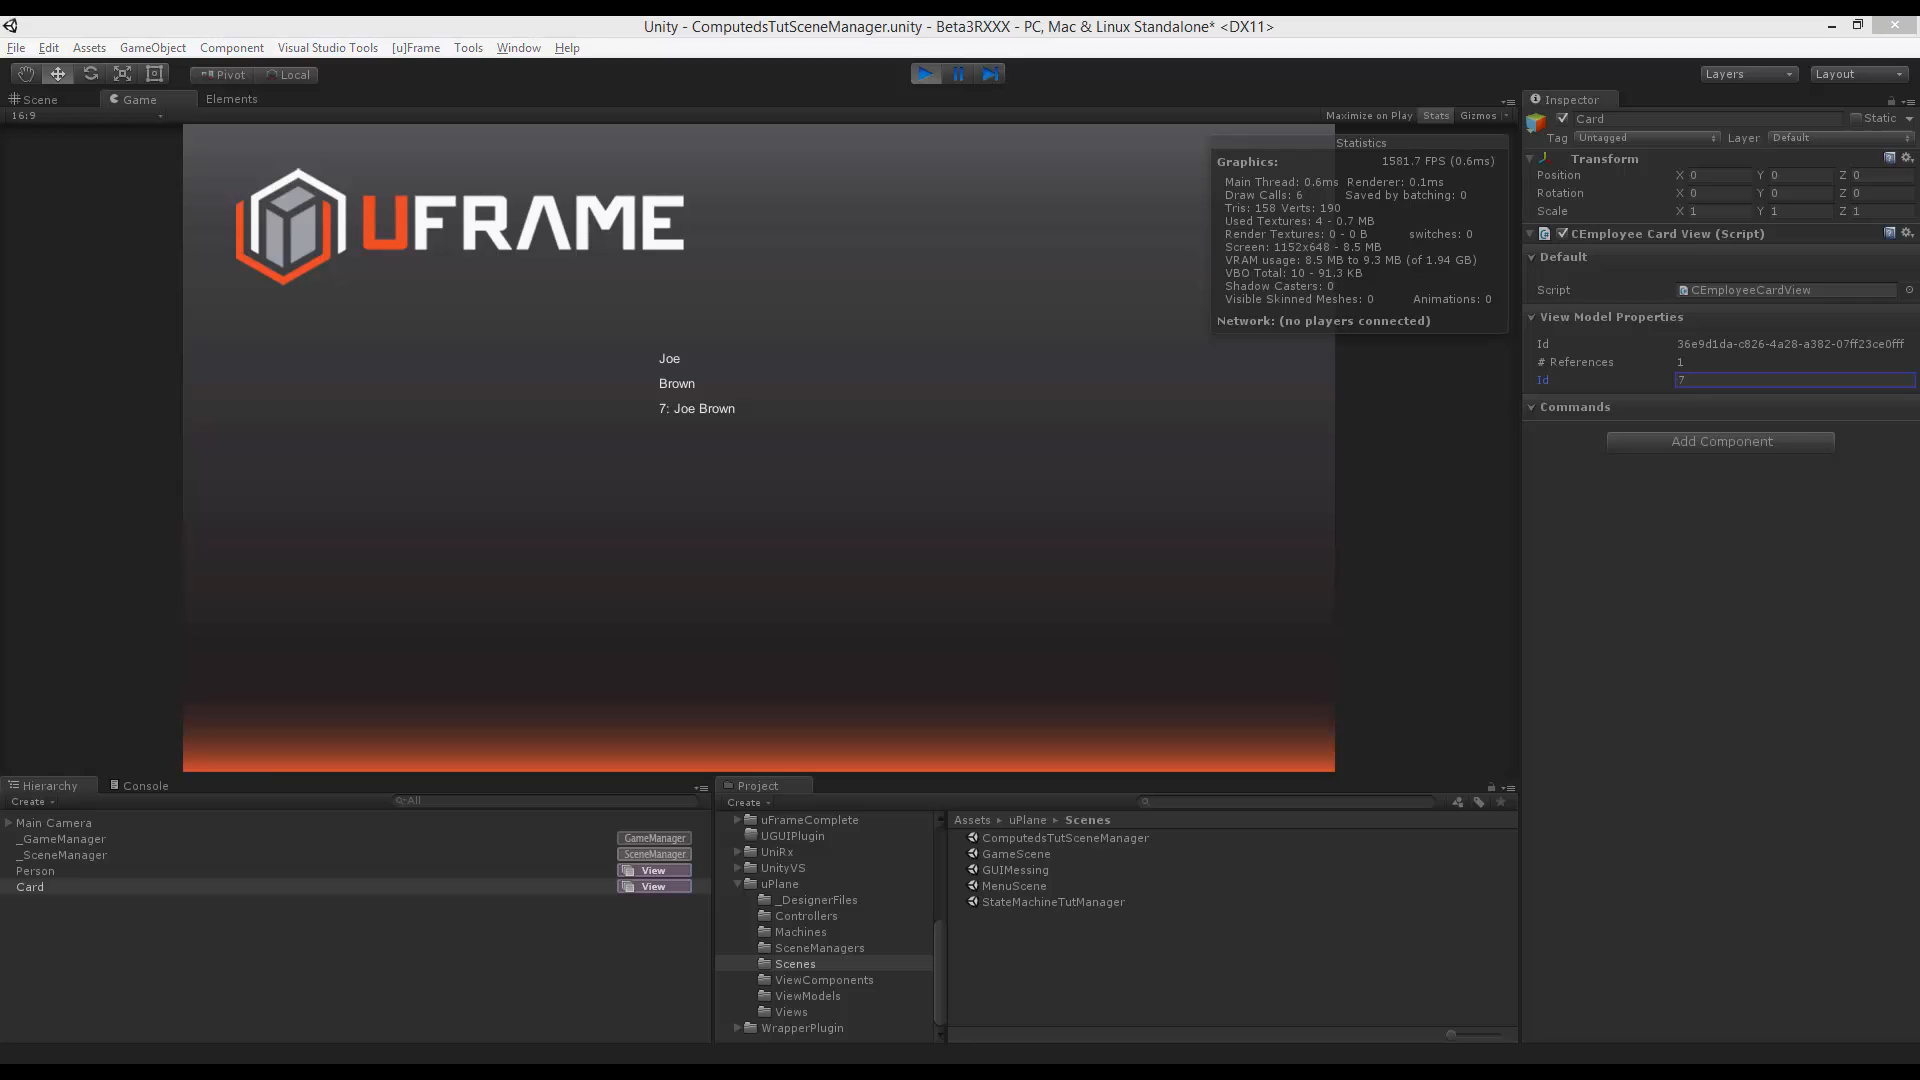 Unity - ComputedsTutSceneManager.unity - Beta3RXXX - PC, Mac & Linux Standalone* <DX11>
File Edit Assets GameObject Component Visual Studio Tools [u]Frame Tools Window Help
Pivot Local
Layers Layout
Scene Game Elements
16:9
Maximize on Play Stats Gizmos
UFRAME
Statistics
Graphics: 1581.7 FPS (0.6ms)
Main Thread: 0.6ms Renderer: 0.1ms
Draw Calls: 6 Saved by batching: 0
Tris: 158 Verts: 190
Used Textures: 4 - 0.7 MB
Render Textures: 0 - 0 B switches: 0
Screen: 1152x648 - 8.5 MB
VRAM usage: 8.5 MB to 9.3 MB (of 1.94 GB)
VBO Total: 10 - 91.3 KB
Shadow Casters: 0
Visible Skinned Meshes: 0 Animations: 0
Network: (no players connected)
Joe
Brown
7: Joe Brown
Inspector
Card Static
Tag Untagged Layer Default
Transform
Position X 0 Y 0 Z 0
Rotation X 0 Y 0 Z 0
Scale X 1 Y 1 Z 1
CEmployee Card View (Script)
Default
Script CEmployeeCardView
View Model Properties
Id 36e9d1da-c826-4a28-a382-07ff23ce0fff
# References 1
Id 7
Commands
Add Component
Hierarchy Console
Create All
Main Camera
_GameManager GameManager
_SceneManager SceneManager
Person View
Card View
Project
Create
uFrameComplete
UGUIPlugin
UniRx
UnityVS
uPlane
_DesignerFiles
Controllers
Machines
SceneManagers
Scenes
ViewComponents
ViewModels
Views
WrapperPlugin
Assets uPlane Scenes
ComputedsTutSceneManager
GameScene
GUIMessing
MenuScene
StateMachineTutManager